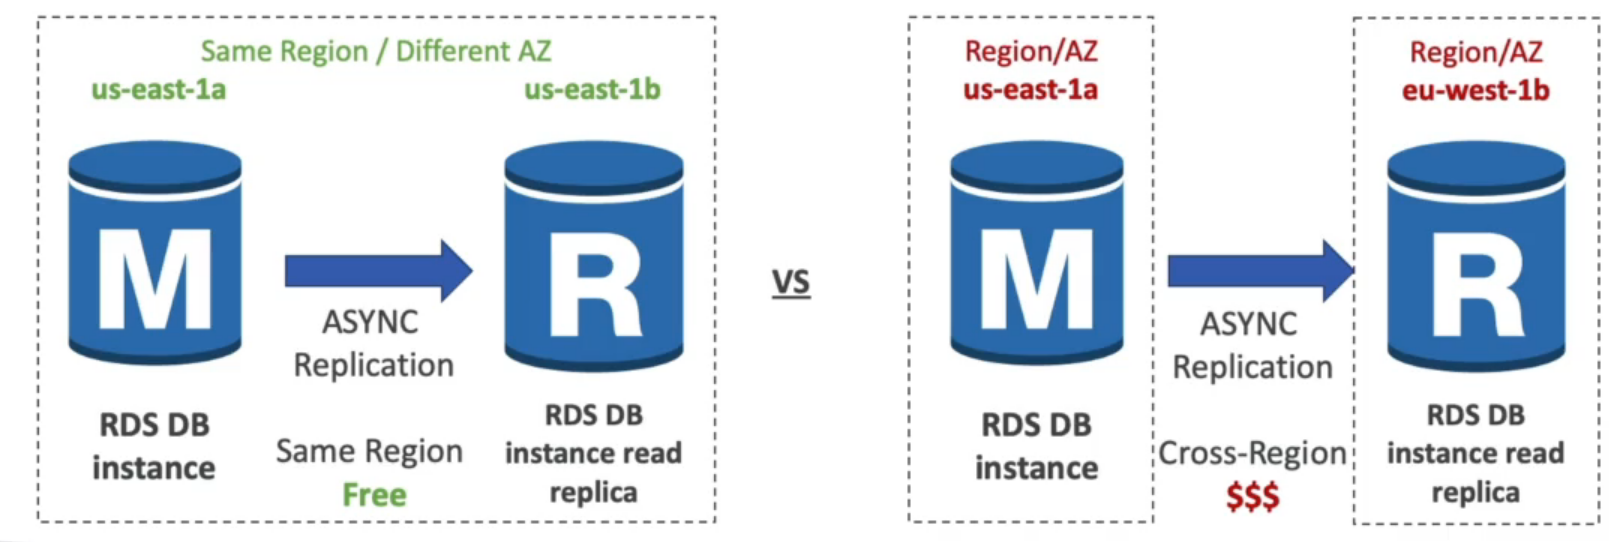 Same Region / Different AZ
us-east-1a
us-east-1b
M
R
ASYNC
Replication
RDS DB
instance
Same Region
Free
RDS DB
instance read
replica
VS
Region/AZ
us-east-1a
M
RDS DB
instance
ASYNC
Replication
Cross-Region
$$$
Region/AZ
eu-west-1b
R
RDS DB
instance read
replica